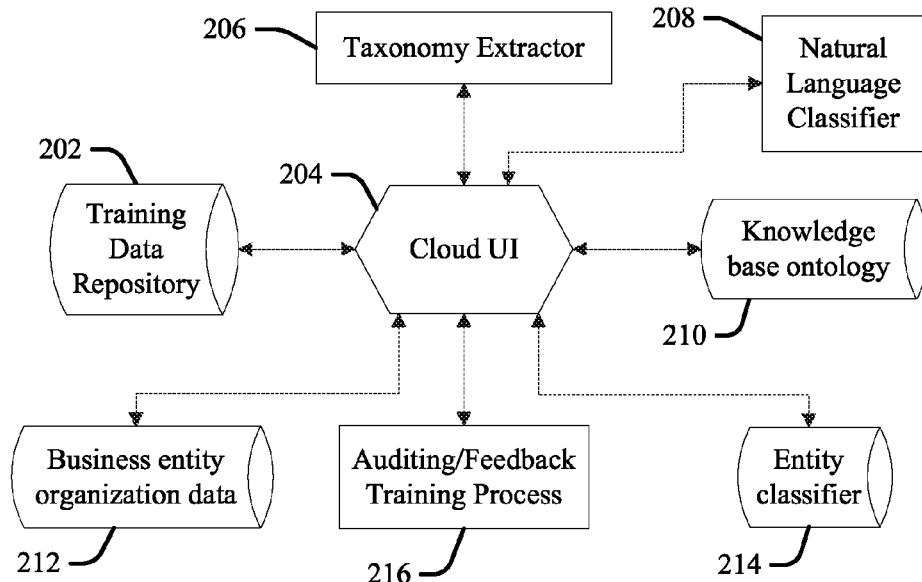 206
Taxonomy Extractor
208
Natural
Language
Classifier
202
Training
Data
Repository
204
Cloud UI
Knowledge
base ontology
210
Business entity
organization data
212
Auditing/Feedback
Training Process
216
Entity
classifier
214